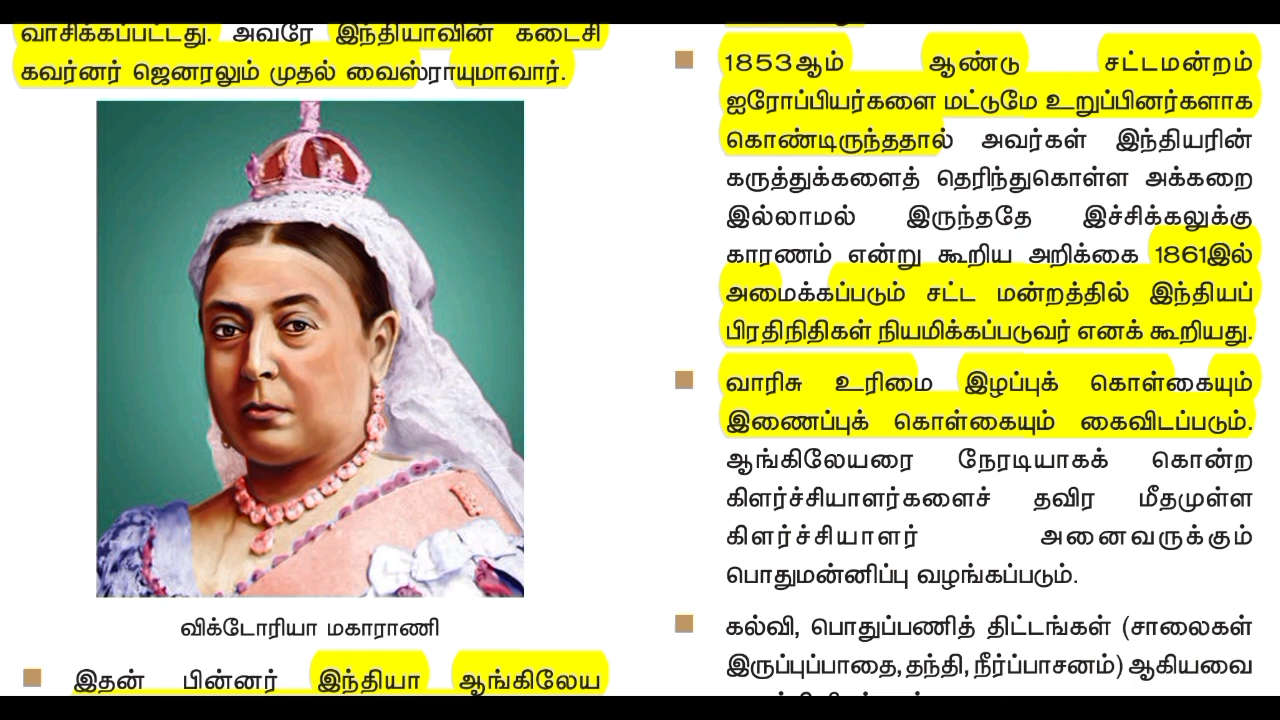 வாசிக்கப்பட்டது. அவரே இந்தியாவின் கடைசி
கவர்னர் ஜெனரலும் முதல் வைஸ்ராயுமாவார்.
விக்டோரியா மகாராணி
இதன் பின்னர் இந்தியா ஆங்கிலேய
1853ஆம் ஆண்டு சட்டமன்றம்
ஐரோப்பியர்களை மட்டுமே உறுப்பினர்களாக
கொண்டிருந்ததால் அவர்கள் இந்தியரின்
கருத்துக்களைத் தெரிந்துகொள்ள அக்கறை
இல்லாமல் இருந்ததே இச்சிக்கலுக்கு
காரணம் என்று கூறிய அறிக்கை 1861இல்
அமைக்கப்படும் சட்ட மன்றத்தில் இந்தியப்
பிரதிநிதிகள் நியமிக்கப்படுவர் எனக் கூறியது.
வாரிசு உரிமை இழப்புக் கொள்கையும்
இணைப்புக் கொள்கையும் கைவிடப்படும்.
ஆங்கிலேயரை நேரடியாகக் கொன்ற
கிளர்ச்சியாளர்களைச் தவிர மீதமுள்ள
கிளர்ச்சியாளர் அனைவருக்கும்
பொதுமன்னிப்பு வழங்கப்படும்.
கல்வி, பொதுப்பணித் திட்டங்கள் (சாலைகள்
இருப்புப்பாதை, தந்தி, நீர்ப்பாசனம்) ஆகியவை